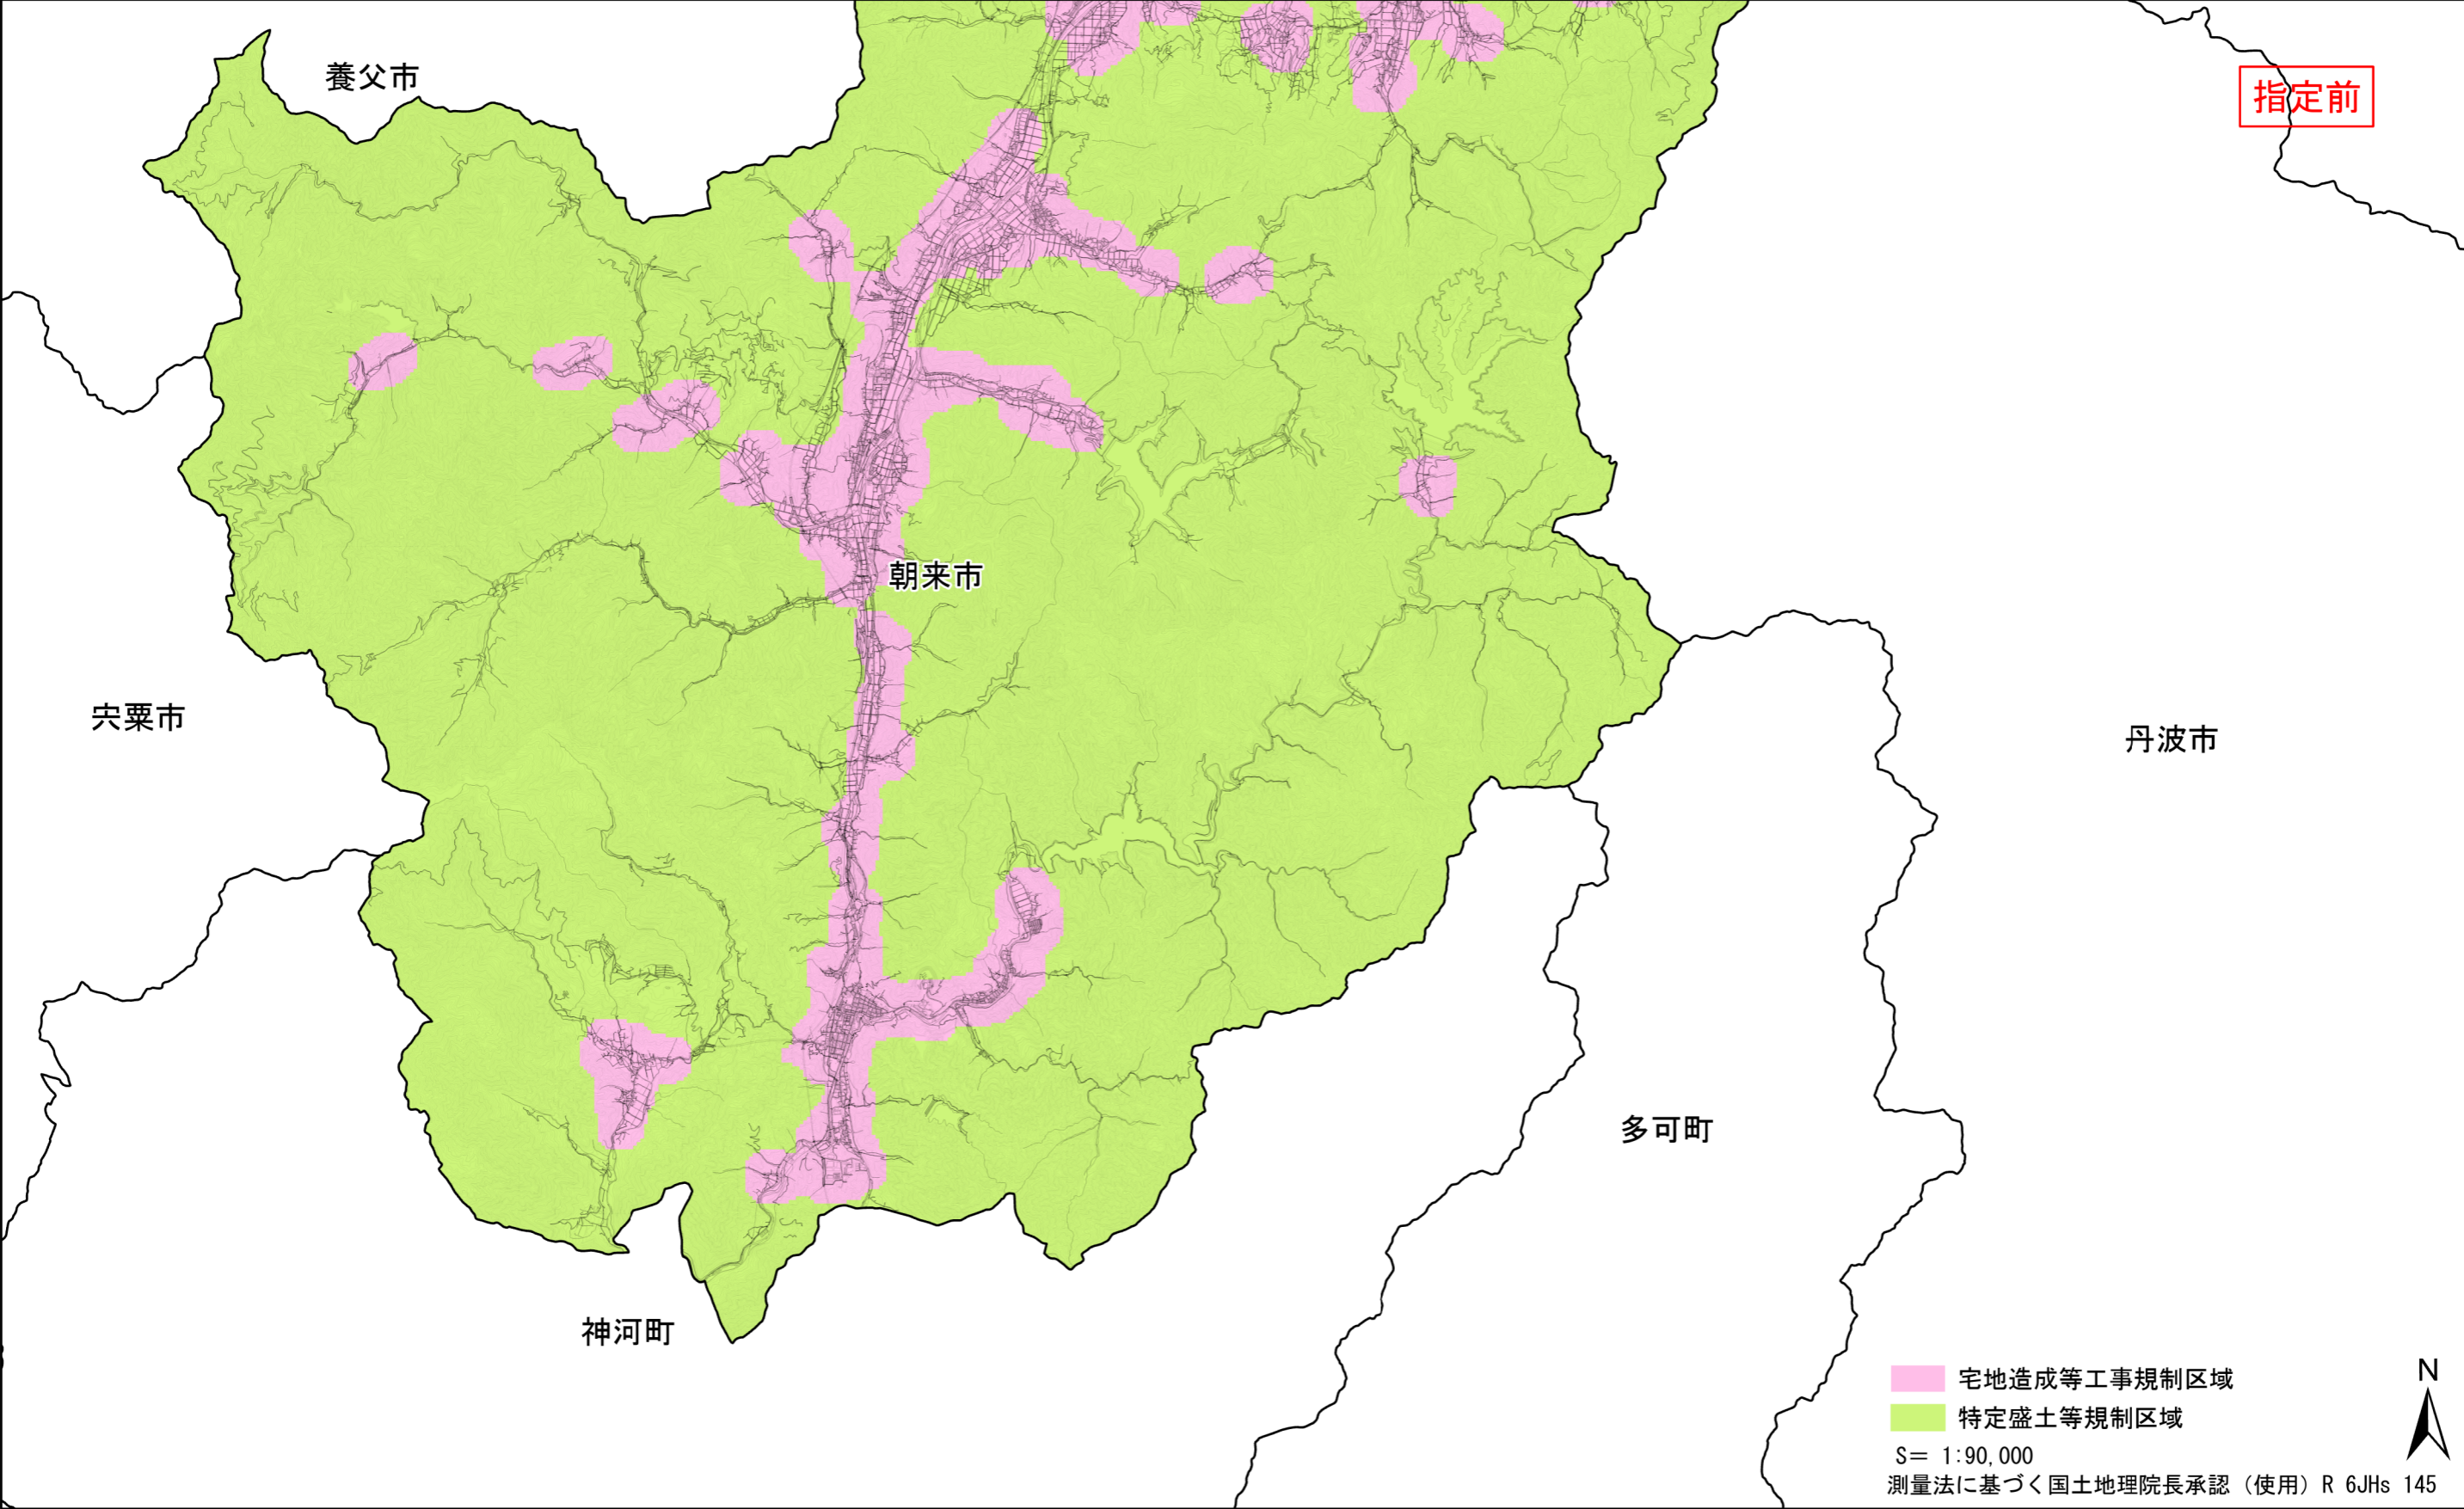 養父市
指定前
朝来市
宍粟市
丹波市
多可町
神河町
宅地造成等工事規制区域
特定盛土等規制区域
N
S= 1:90,000
測量法に基づく国土地理院長承認(使用)R 6JHs 145